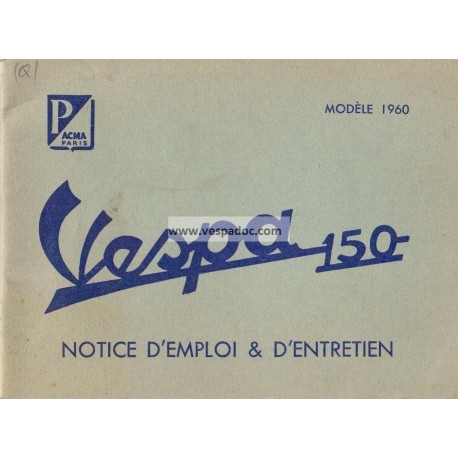 (Q)
P
ACMA
PARIS
MODÈLE 1960
Vespa 150
www.vespadoc.com
NOTICE D'EMPLOI & D'ENTRETIEN